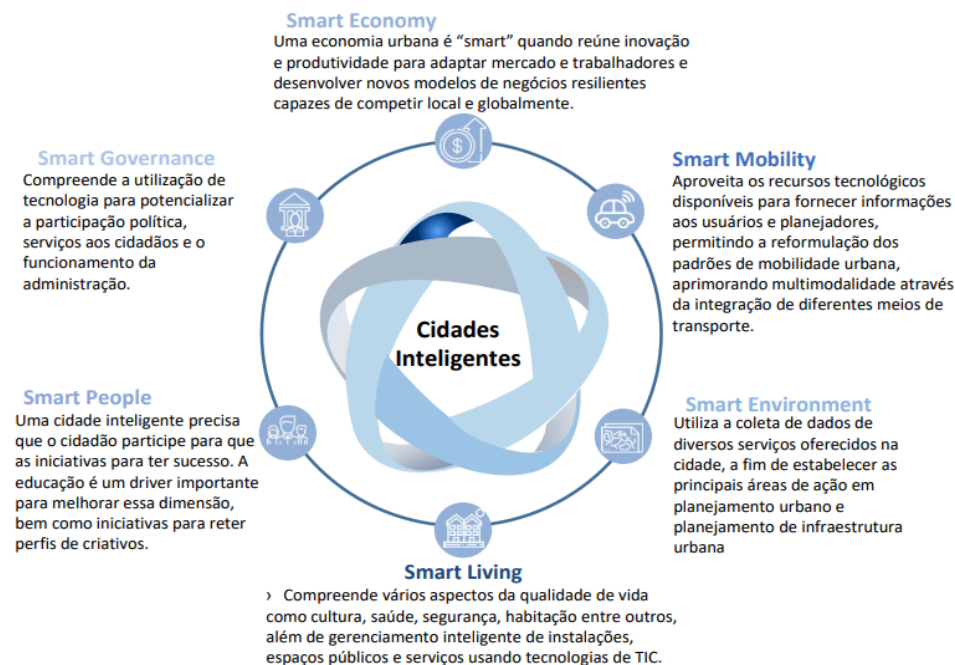 Smart Economy
Uma economia urbana é “smart” quando reúne inovação
e produtividade para adaptar mercado e trabalhadores e
desenvolver novos modelos de negócios resilientes
capazes de competir local e globalmente.
Smart Governance
Compreende a utilização de
tecnologia para potencializar
a participação política,
serviços aos cidadãos e o
funcionamento da
administração.
$
Smart Mobility
Aproveita os recursos tecnológicos
disponíveis para fornecer informações
aos usuários e planejadores,
permitindo a reformulação dos
padrões de mobilidade urbana,
aprimorando multimodalidade através
da integração de diferentes meios de
transporte.
Cidades
Inteligentes
Smart People
Uma cidade inteligente precisa
que o cidadão participe para que
as iniciativas para ter sucesso. A
educação é um driver importante
para melhorar essa dimensão,
bem como iniciativas para reter
perfis de criativos.
Smart Environment
Utiliza a coleta de dados de
diversos serviços oferecidos na
cidade, a fim de estabelecer as
principais áreas de ação em
planejamento urbano e
planejamento de infraestrutura
urbana
Smart Living
› Compreende vários aspectos da qualidade de vida
como cultura, saúde, segurança, habitação entre outros,
além de gerenciamento inteligente de instalações,
espaços públicos e serviços usando tecnologias de TIC.